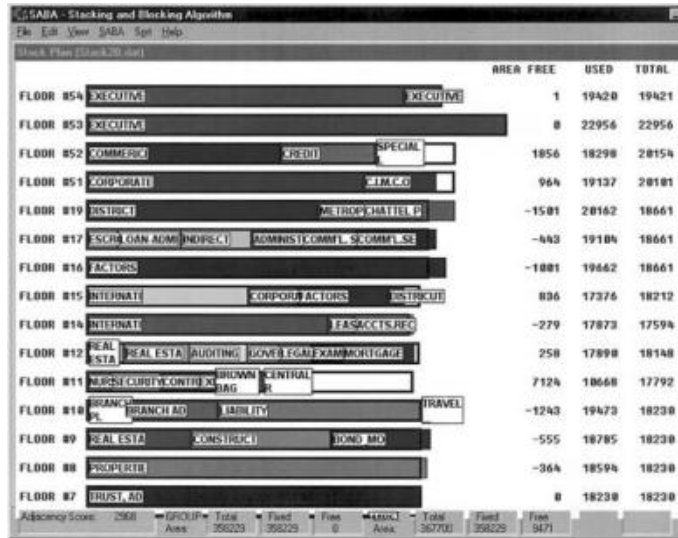 SABA - Stacking and Blocking Algorithm
File Edit View SABA Sort Help
Stack Plan (Stack20.dat)
AREA FREE USED TOTAL
FLOOR #54 EXECUTIVE EXECUTIVE 1 19420 19421
FLOOR #53 EXECUTIVE 0 22956 22956
FLOOR #52 COMMERICI CREDIT SPECIAL 1856 18298 20154
FLOOR #51 CORPORATE C.I.M.C.O 964 19137 20101
FLOOR #19 DISTRICT METROP CHATTEL P -1501 20162 18661
FLOOR #17 ESCR LOAN-ADMI INDIRECT ADMINIST COMM'L. S COMM'L.SE -443 19104 18661
FLOOR #16 FACTORS -1001 19662 18661
FLOOR #15 INTERNATI CORPORA FACTORS DISTRICUT 836 17376 18212
FLOOR #14 INTERNATI LEAS ACCTS.REC -279 17873 17594
FLOOR #12 REAL ESTA REAL ESTA AUDITING GOVE LEGAL EXAM MORTGAGE 258 17890 18148
FLOOR #11 NURS SECURITY CONTR EX BROWN BAG CENTRAL R 7124 10668 17792
FLOOR #10 BRANCH PL BRANCH AD LIABILITY TRAVEL -1243 19473 18230
FLOOR #9 REAL ESTA CONSTRUCT BOND_MO -555 18785 18230
FLOOR #8 PROPERTIE -364 18594 18230
FLOOR #7 TRUST, AD 0 18230 18230
Adjacency Score: 2968 GROUP Total Fixed Free Total Fixed Free
Area: 358229 358229 0 Area: 367700 358229 9471